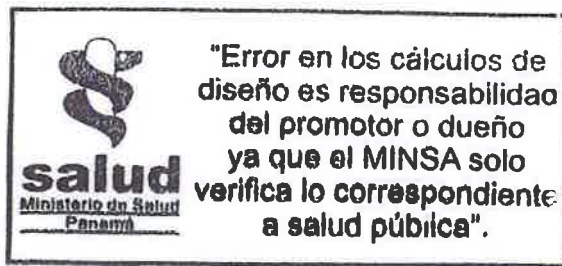 "Error en los cálculos de
diseño es responsabilidad
del promotor o dueño
ya que el MINSA solo
verifica lo correspondiente
a salud pública".
salud
Ministerio de Salud
Panamá